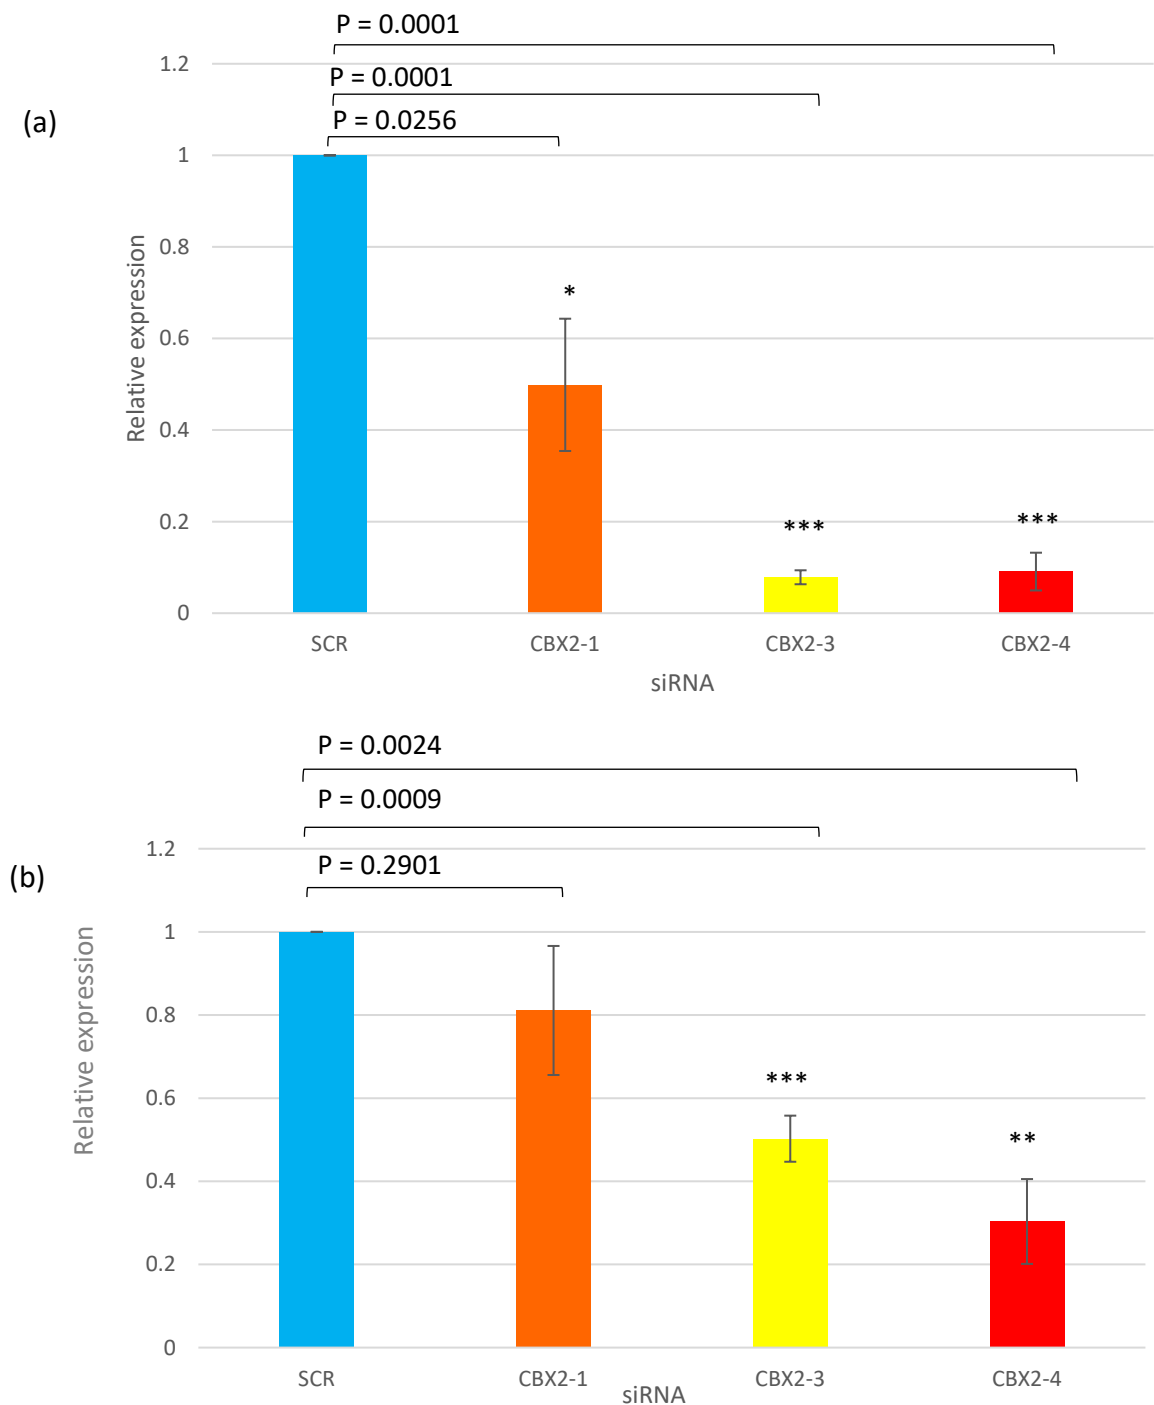 P = 0.0001
1.2
P = 0.0001
(a)
P = 0.0256
1
0.8
*
Relative expression
0.6
0.4
0.2
***
***
0
SCR
CBX2-1
CBX2-3
CBX2-4
siRNA
P = 0.0024
P = 0.0009
1.2
P = 0.2901
(b)
1
Relative expression
0.8
***
0.6
**
0.4
0.2
0
SCR
CBX2-1
CBX2-3
CBX2-4
siRNA